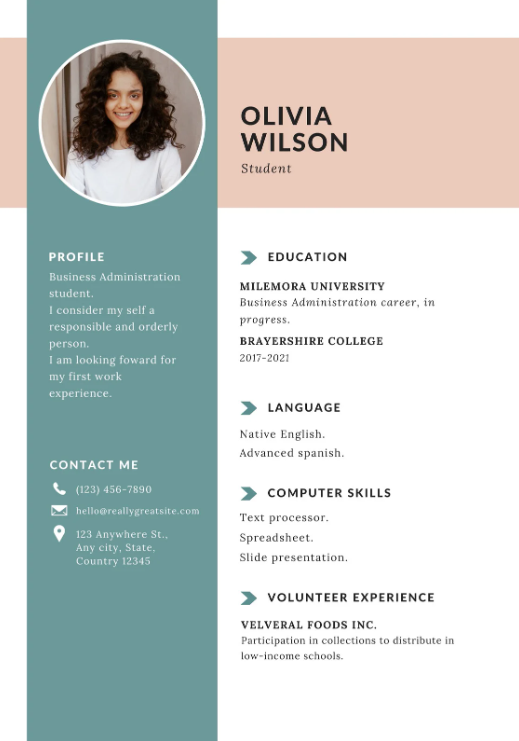 OLIVIA
WILSON
Student
PROFILE
Business Administration
student.
I consider my self a
responsible and orderly
person.
I am looking foward for
my first work
experience.
CONTACT ME
(123) 456-7890
hello@reallygreatsite.com
123 Anywhere St.,
Any city, State,
Country 12345
EDUCATION
MILEMORA UNIVERSITY
Business Administration career, in
progress.
BRAYERSHIRE COLLEGE
2017-2021
LANGUAGE
Native English.
Advanced spanish.
COMPUTER SKILLS
Text processor.
Spreadsheet.
Slide presentation.
VOLUNTEER EXPERIENCE
VELVERAL FOODS INC.
Participation in collections to distribute in
low-income schools.